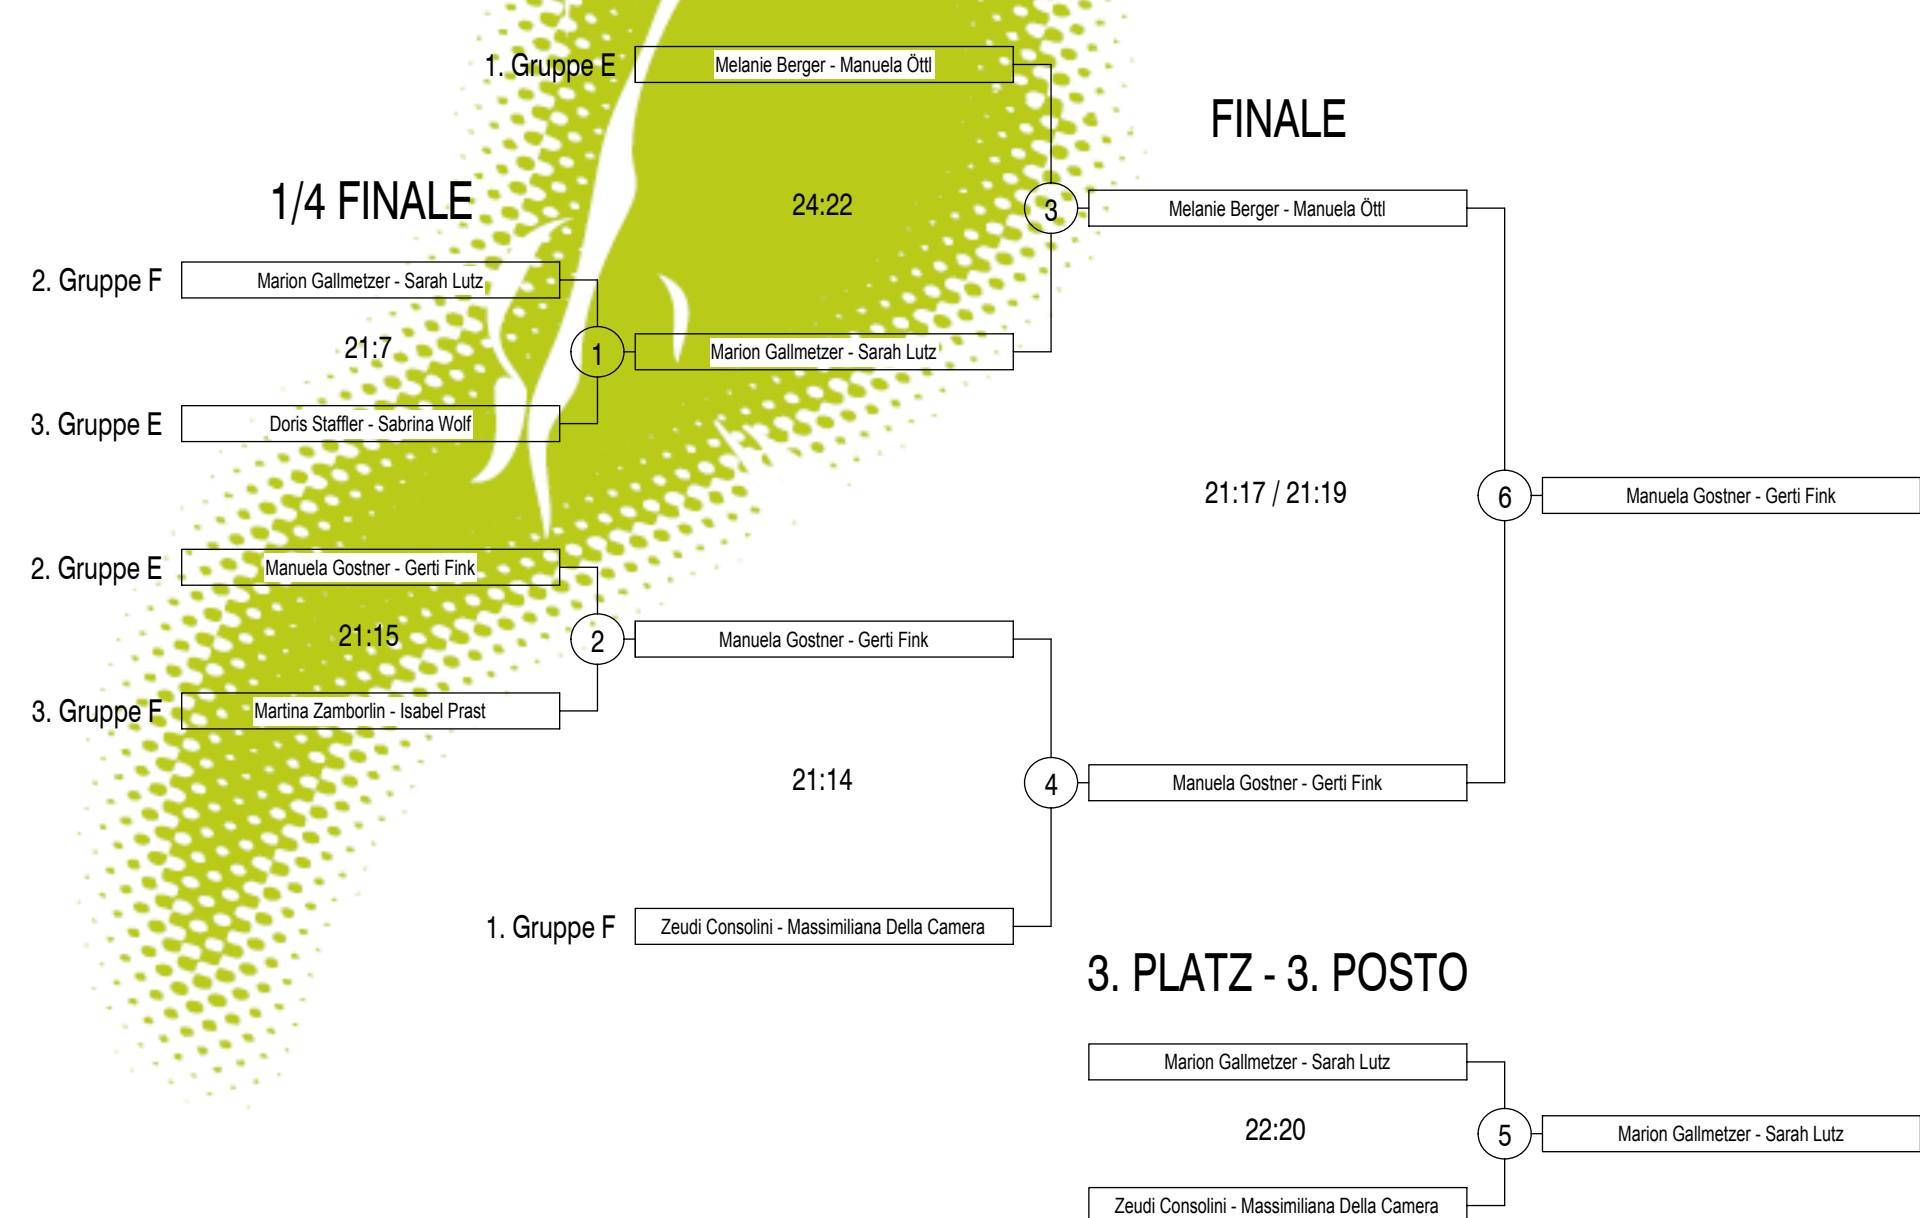 1. Gruppe E
Melanie Berger - Manuela Öttl
FINALE
1/4 FINALE
24:22
3
Melanie Berger - Manuela Öttl
2. Gruppe F
Marion Gallmetzer - Sarah Lutz
21:7
1
Marion Gallmetzer - Sarah Lutz
3. Gruppe E
Doris Staffler - Sabrina Wolf
21:17 / 21:19
6
Manuela Gostner - Gerti Fink
2. Gruppe E
Manuela Gostner - Gerti Fink
21:15
2
Manuela Gostner - Gerti Fink
3. Gruppe F
Martina Zamborlin - Isabel Prast
21:14
4
Manuela Gostner - Gerti Fink
1. Gruppe F
Zeudi Consolini - Massimiliana Della Camera
3. PLATZ - 3. POSTO
Marion Gallmetzer - Sarah Lutz
22:20
5
Marion Gallmetzer - Sarah Lutz
Zeudi Consolini - Massimiliana Della Camera